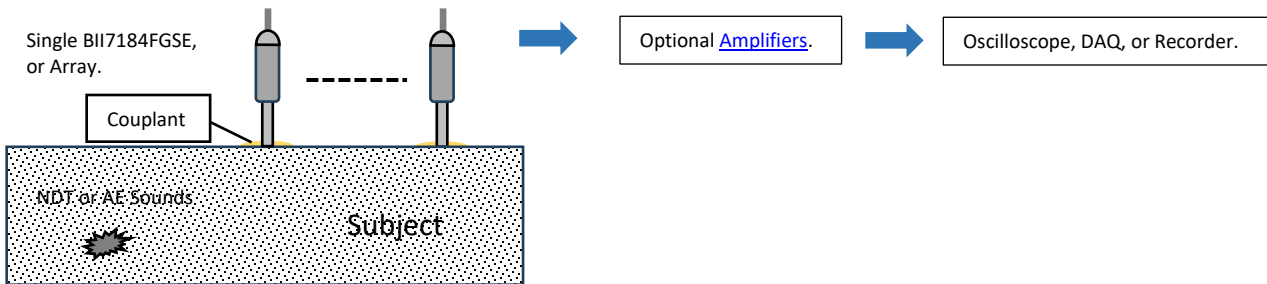 Single BII7184FGSE,
or Array.
Optional Amplifiers.
Oscilloscope, DAQ, or Recorder.
Couplant
NDT or AE Sounds
Subject